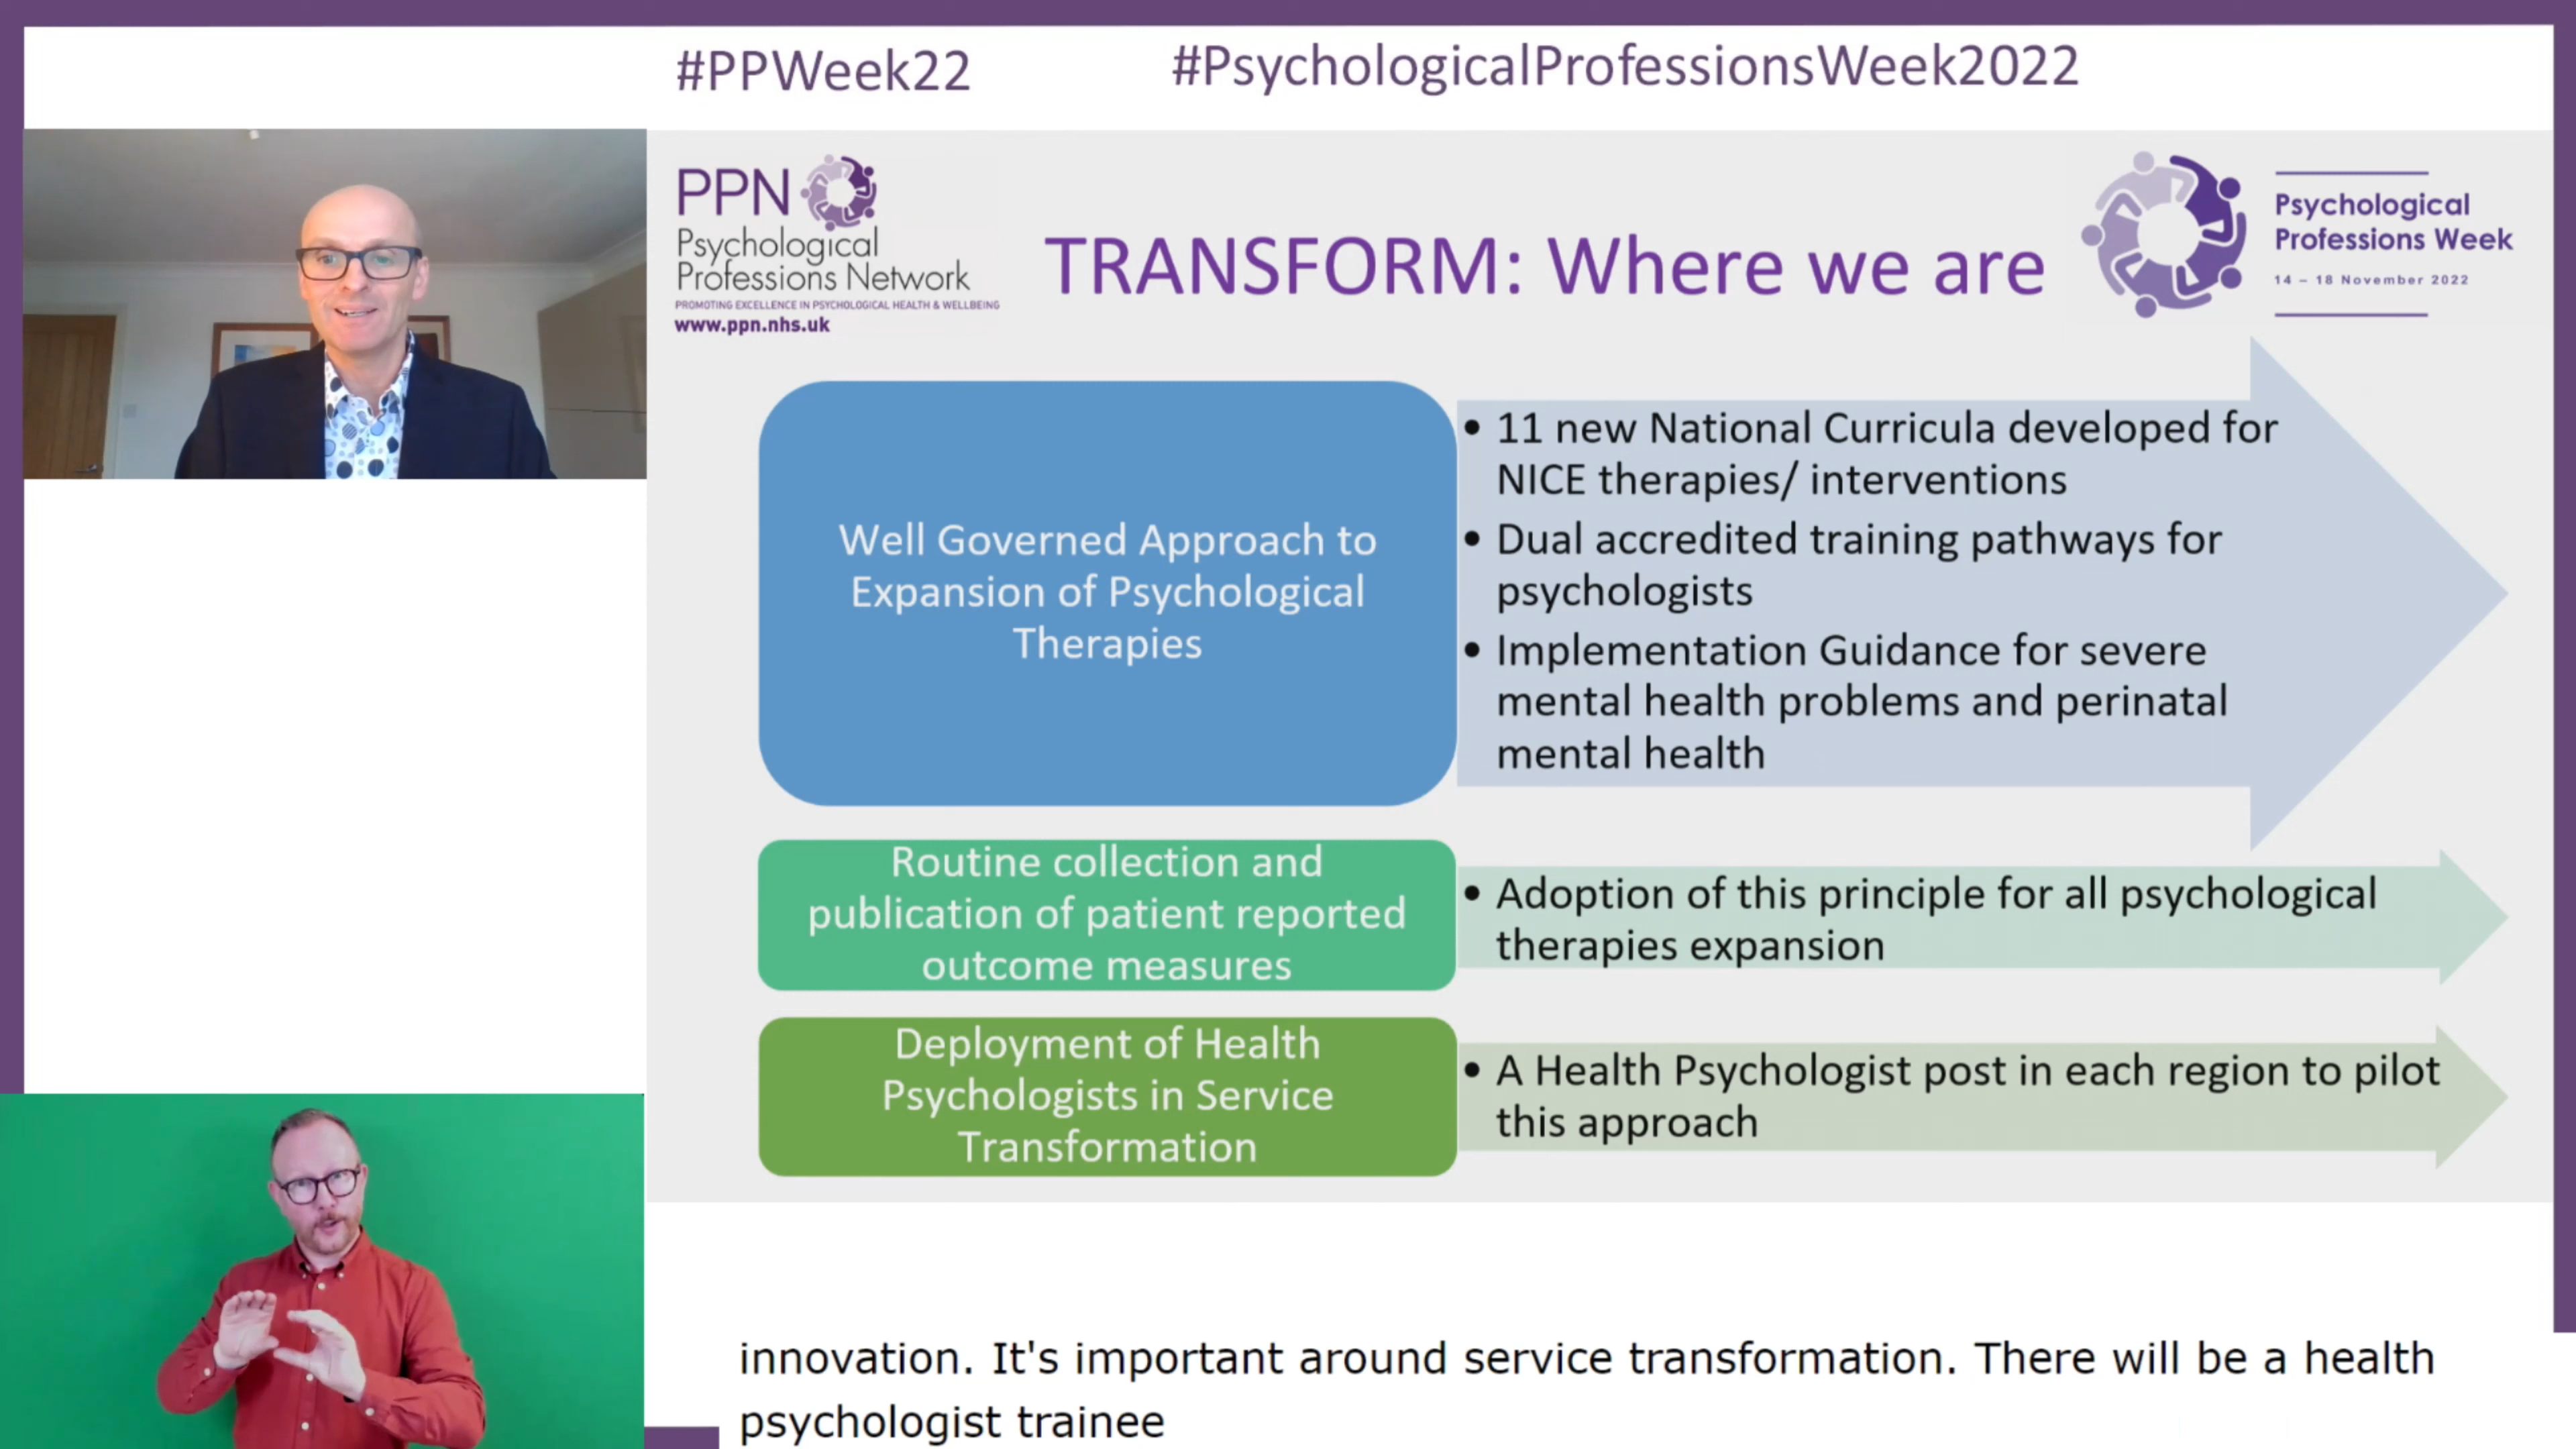 #PPWeek22
#PsychologicalProfessionsWeek2022
PPN
Psychological
Professions Network
PROMOTING EXCELLENCE IN PSYCHOLOGICAL HEALTH & WELLBEING
www.ppn.nhs.uk
TRANSFORM: Where we are
Psychological
Professions Week
14 – 18 November 2022
Well Governed Approach to
Expansion of Psychological
Therapies
• 11 new National Curricula developed for
NICE therapies/ interventions
• Dual accredited training pathways for
psychologists
• Implementation Guidance for severe
mental health problems and perinatal
mental health
Routine collection and
publication of patient reported
outcome measures
• Adoption of this principle for all psychological
therapies expansion
Deployment of Health
Psychologists in Service
Transformation
• A Health Psychologist post in each region to pilot
this approach
innovation. It's important around service transformation. There will be a health
psychologist trainee